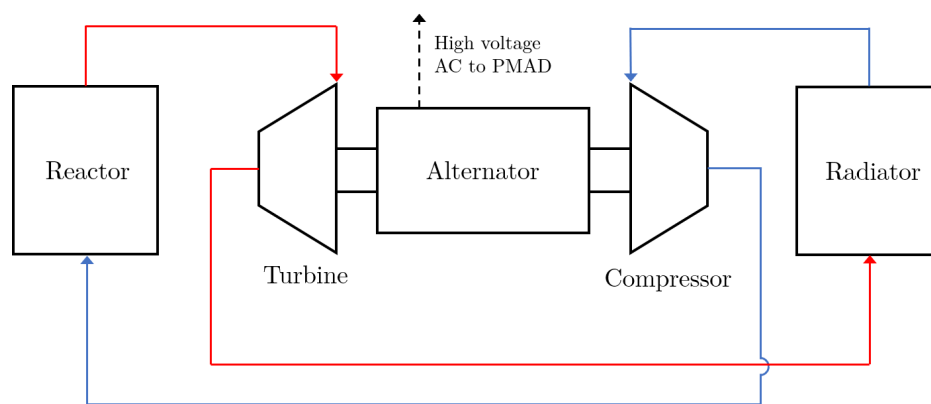 High voltage
AC to PMAD
Reactor
Alternator
Radiator
Turbine
Compressor